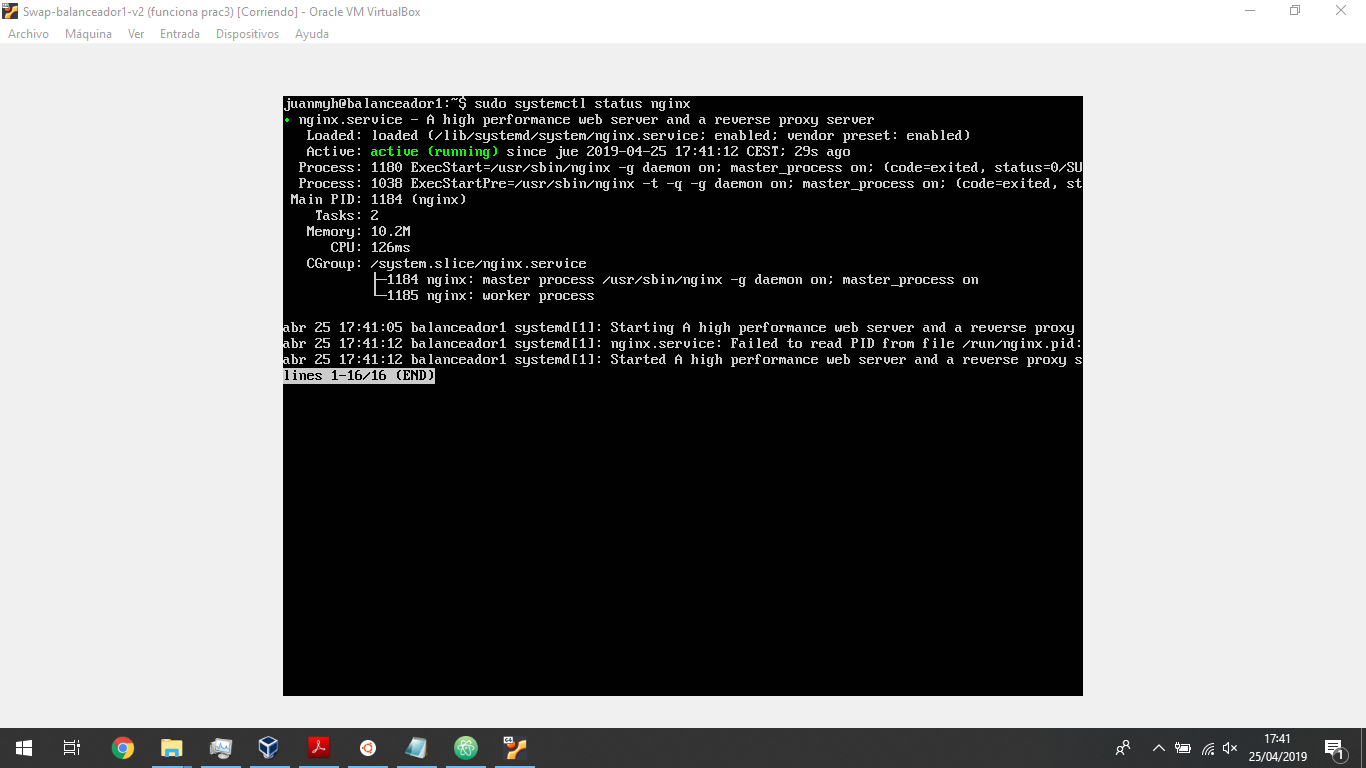 Swap-balanceador1-v2 (funciona prac3) [Corriendo] - Oracle VM VirtualBox
Archivo Máquina Ver Entrada Dispositivos Ayuda
juanmyh@balanceador1:~$ sudo systemctl status nginx
● nginx.service - A high performance web server and a reverse proxy server
Loaded: loaded (/lib/systemd/system/nginx.service; enabled; vendor preset: enabled)
Active: active (running) since jue 2019-04-25 17:41:12 CEST; 29s ago
Process: 1180 ExecStart=/usr/sbin/nginx -g daemon on; master_process on; (code=exited, status=0/SU
Process: 1038 ExecStartPre=/usr/sbin/nginx -t -q -g daemon on; master_process on; (code=exited, st
Main PID: 1184 (nginx)
Tasks: 2
Memory: 10.2M
CPU: 126ms
CGroup: /system.slice/nginx.service
├─1184 nginx: master process /usr/sbin/nginx -g daemon on; master_process on
└─1185 nginx: worker process
abr 25 17:41:05 balanceador1 systemd[1]: Starting A high performance web server and a reverse proxy
abr 25 17:41:12 balanceador1 systemd[1]: nginx.service: Failed to read PID from file /run/nginx.pid:
abr 25 17:41:12 balanceador1 systemd[1]: Started A high performance web server and a reverse proxy s
lines 1-16/16 (END)
17:41
25/04/2019
1